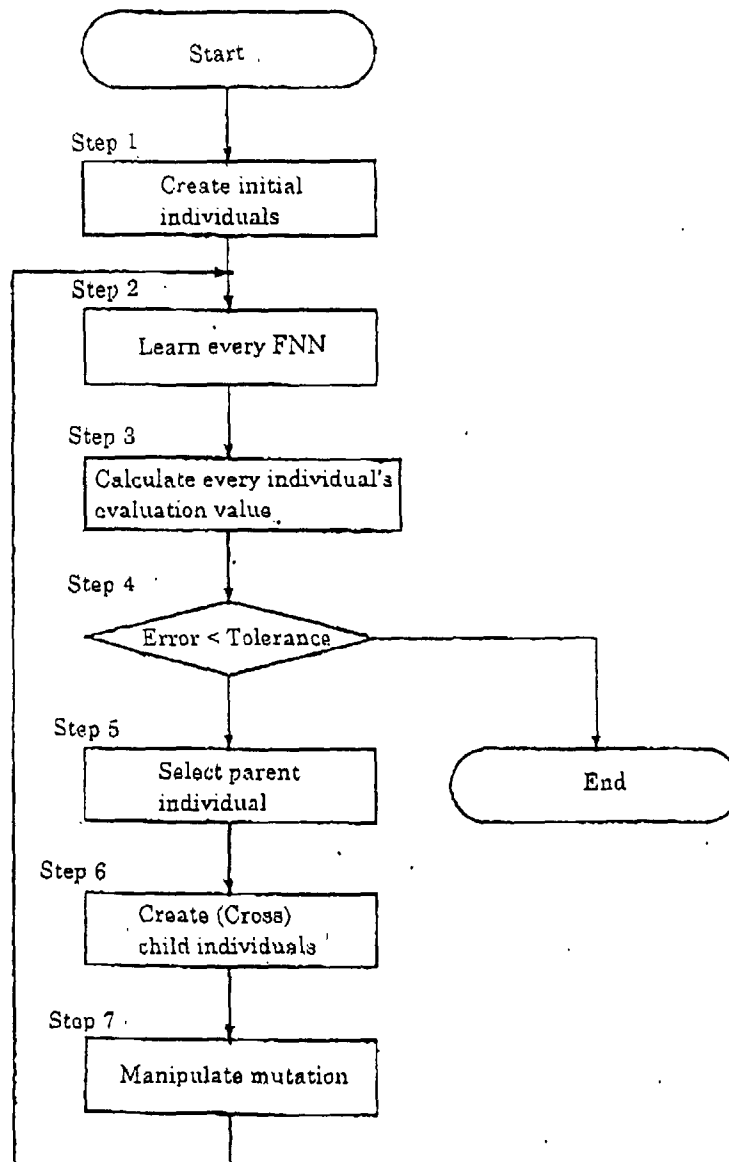 Start
Step 1
Create initial
individuals
Step 2
Learn every FNN
Step 3
Calculate every individual's
evaluation value
Step 4
Error < Tolerance
Step 5
Select parent
individual
End
Step 6
Create (Cross)
child individuals
Step 7
Manipulate mutation